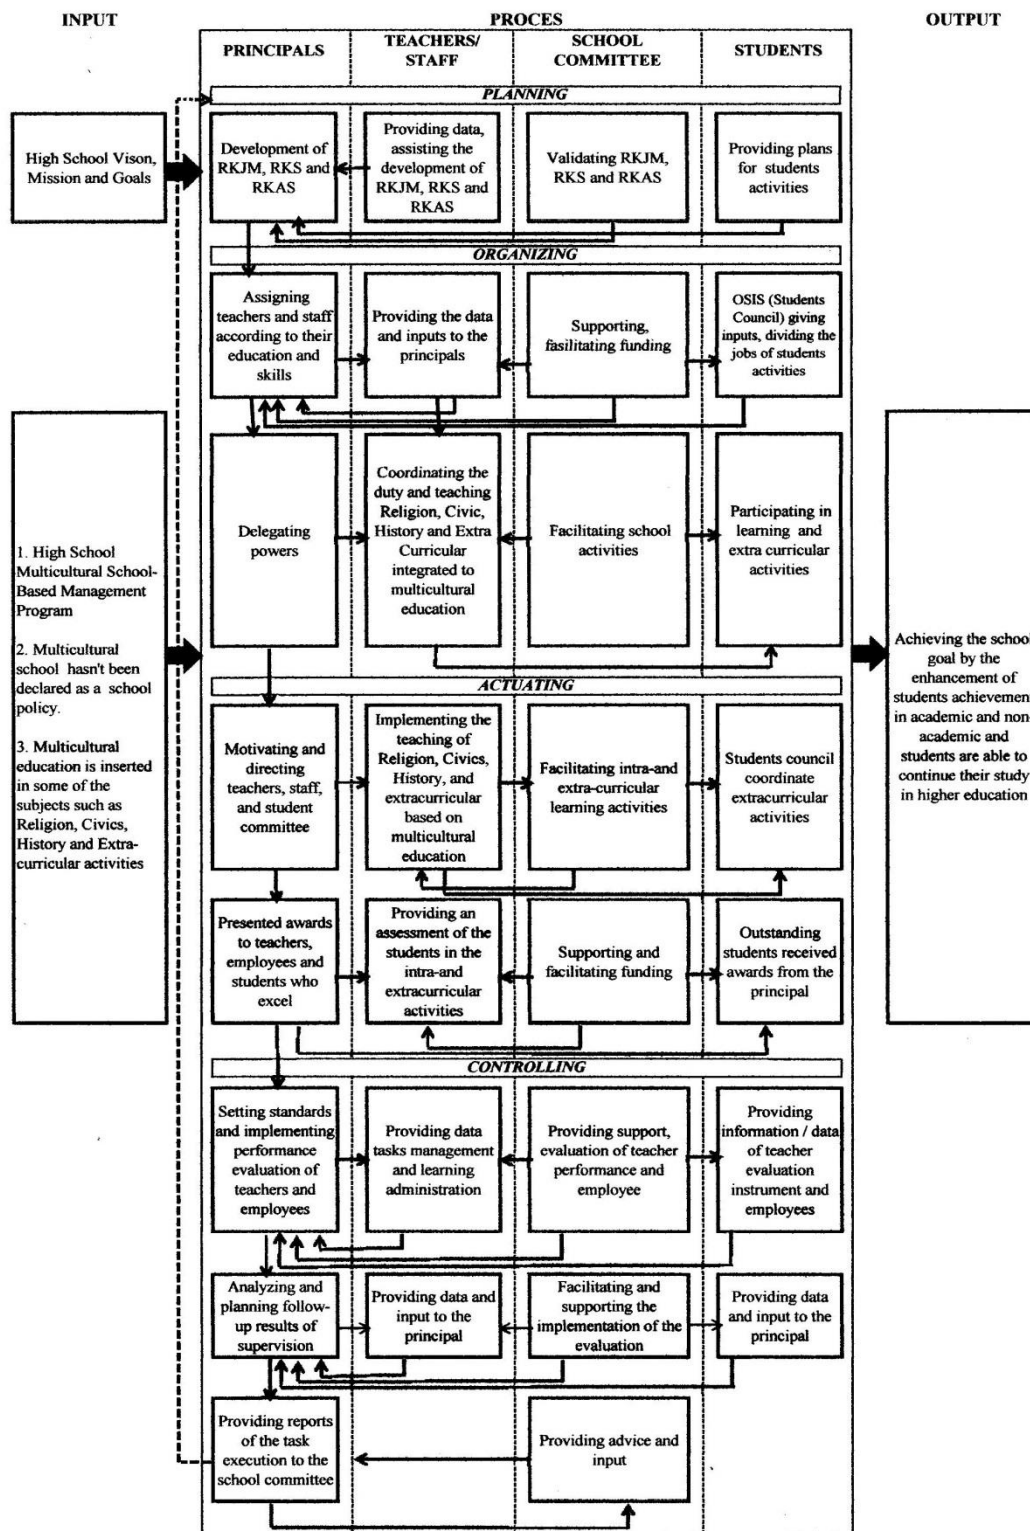 INPUT
PROCES
OUTPUT
PRINCIPALS
TEACHERS/
STAFF
SCHOOL
COMMITTEE
STUDENTS
PLANNING
High School Vison,
Mission and Goals
Development of
RKJM, RKS and
RKAS
Providing data,
assisting the
development of
RKJM, RKS and
RKAS
Validating RKJM,
RKS and RKAS
Providing plans
for students
activities
ORGANIZING
Assigning
teachers and staff
according to their
education and
skills
Providing the data
and inputs to the
principals
Supporting,
fasilitating funding
OSIS (Students
Council) giving
inputs, dividing the
jobs of students
activities
Delegating
powers
Coordinating the
duty and teaching
Religion, Civic,
History and Extra
Curricular
integrated to
multicultural
education
Facilitating school
activities
Participating in
learning and
extra curricular
activities
1. High School
Multicultural School-
Based Management
Program
2. Multicultural
school hasn't been
declared as a school
policy.
3. Multicultural
education is inserted
in some of the
subjects such as
Religion, Civics,
History and Extra-
curricular activities
Achieving the school
goal by the
enhancement of
students achievement
in academic and non-
academic and
students are able to
continue their study
in higher education
ACTUATING
Motivating and
directing
teachers, staff,
and student
committee
Implementing the
teaching of
Religion, Civics,
History, and
extracurricular
based on
multicultural
education
Facilitating intra-and
extra-curricular
learning activities
Students council
coordinate
extracurricular
activities
Presented awards
to teachers,
employees and
students who
excel
Providing an
assessment of the
students in the
intra-and
extracurricular
activities
Supporting and
facilitating funding
Outstanding
students received
awards from the
principal
CONTROLLING
Setting standards
and implementing
performance
evaluation of
teachers and
employees
Providing data
tasks management
and learning
administration
Providing support,
evaluation of teacher
performance and
employee
Providing
information / data
of teacher
evaluation
instrument and
employees
Analyzing and
planning follow-
up results of
supervision
Providing data and
input to the
principal
Facilitating and
supporting the
implementation of the
evaluation
Providing data
and input to the
principal
Providing reports
of the task
execution to the
school committee
Providing advice and
input